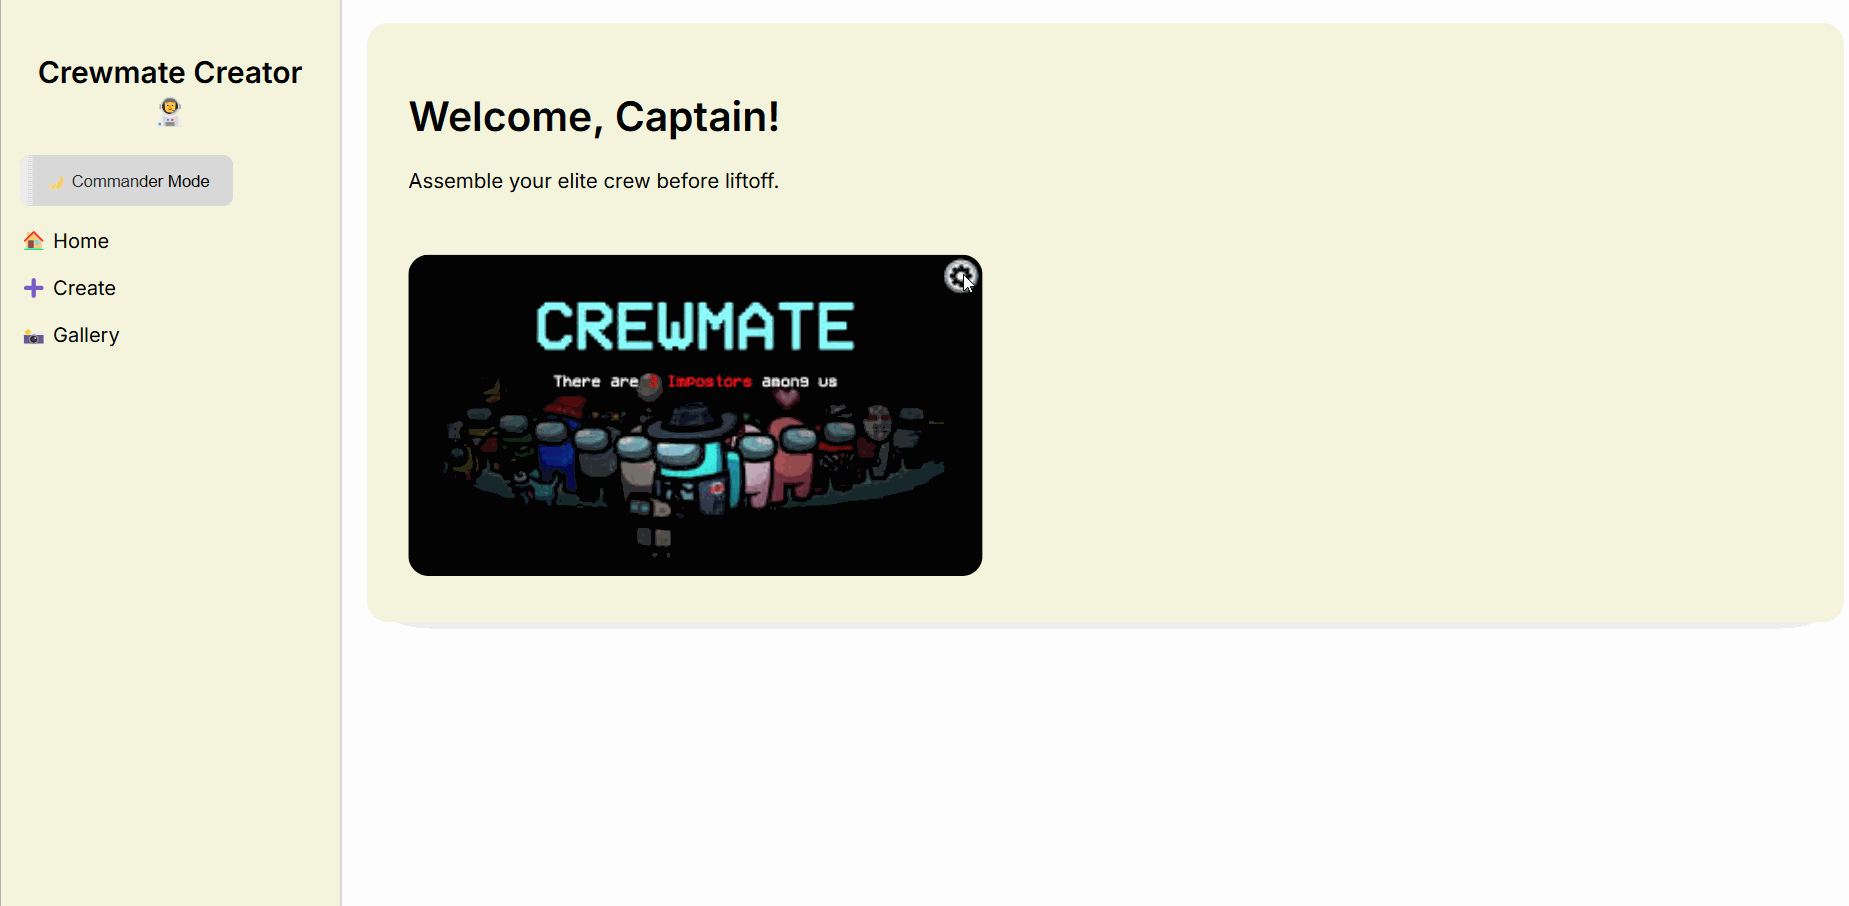 Crewmate Creator
Commander Mode
Home
Create
Gallery
Welcome, Captain!
Assemble your elite crew before liftoff.
CREWMATE
There are 3 Impostors among us